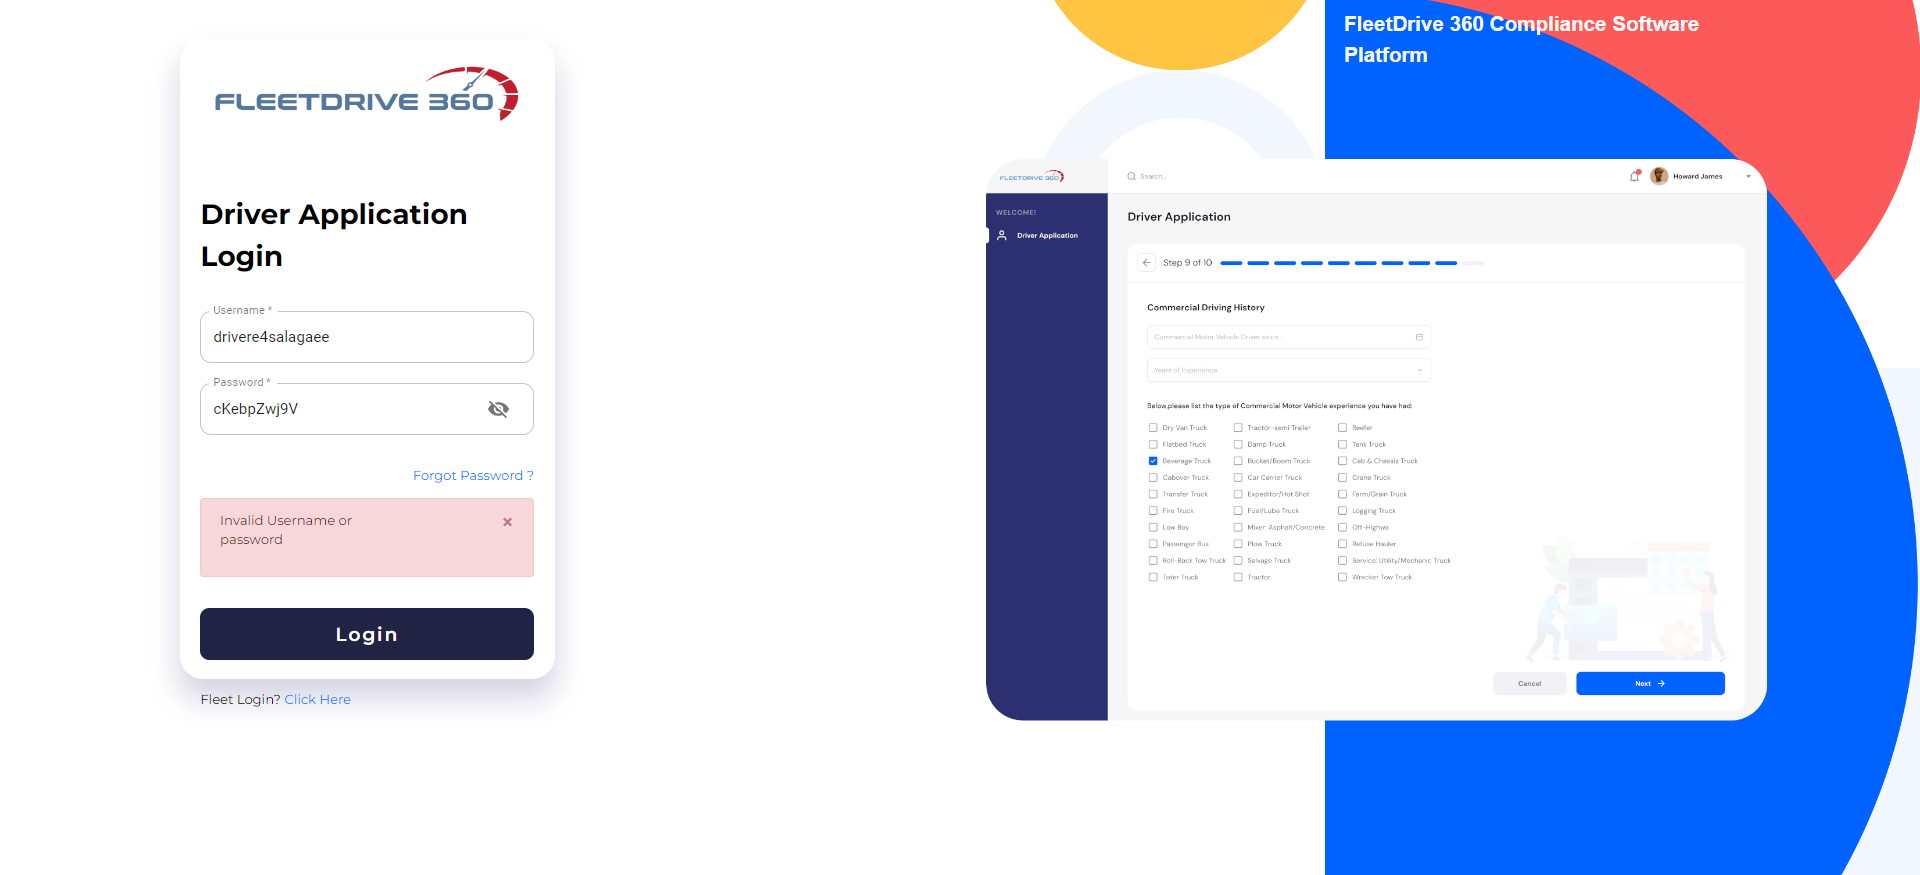 FLEETDRIVE 360
Driver Application
Login
Username *
drivere4salagaee
Password *
cKebpZwj9V
Forgot Password ?
Invalid Username or
password
×
Login
Fleet Login? Click Here
FleetDrive 360 Compliance Software
Platform
FLEETDRIVE 360
Search..
Howard James
WELCOME!
Driver Application
Driver Application
Step 9 of 10
Commercial Driving History
Commercial Motor Vehicle Driver since :
Years of Experience
Below,please list the type of Commercial Motor Vehicle experience you have had:
Dry Van Truck Tractor-semi Trailer Reefer
Flatbed Truck Damp Truck Tank Truck
Beverage Truck Bucket/Boom Truck Cab & Chassis Truck
Cabover Truck Car Carrier Truck Crane Truck
Transfer Truck Expeditor/Hot Shot Farm/Grain Truck
Fire Truck Fuel/Lube Truck Logging Truck
Low Boy Mixer: Asphalt/Concrete Off-Highwa
Passenger Bus Plow Truck Refuse Hauler
Roll-Back Tow Truck Salvage Truck Service: Utility/Mechanic Truck
Toter Truck Tractor Wrecker Tow Truck
Cancel
Next